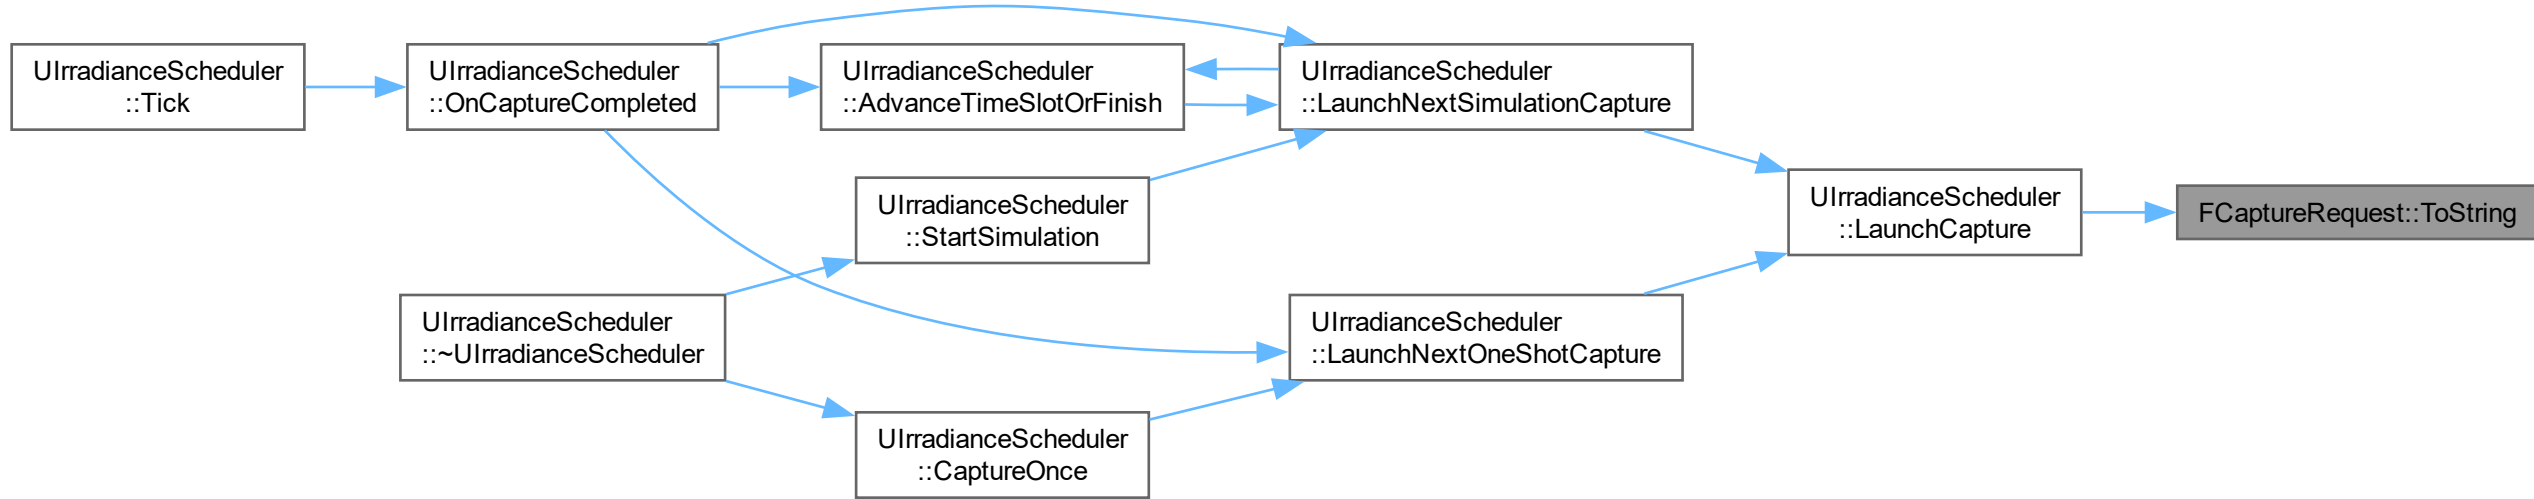 UIrradianceScheduler
::Tick
UIrradianceScheduler
::OnCaptureCompleted
UIrradianceScheduler
::AdvanceTimeSlotOrFinish
UIrradianceScheduler
::LaunchNextSimulationCapture
UIrradianceScheduler
::StartSimulation
UIrradianceScheduler
::LaunchCapture
FCaptureRequest::ToString
UIrradianceScheduler
::~UIrradianceScheduler
UIrradianceScheduler
::LaunchNextOneShotCapture
UIrradianceScheduler
::CaptureOnce